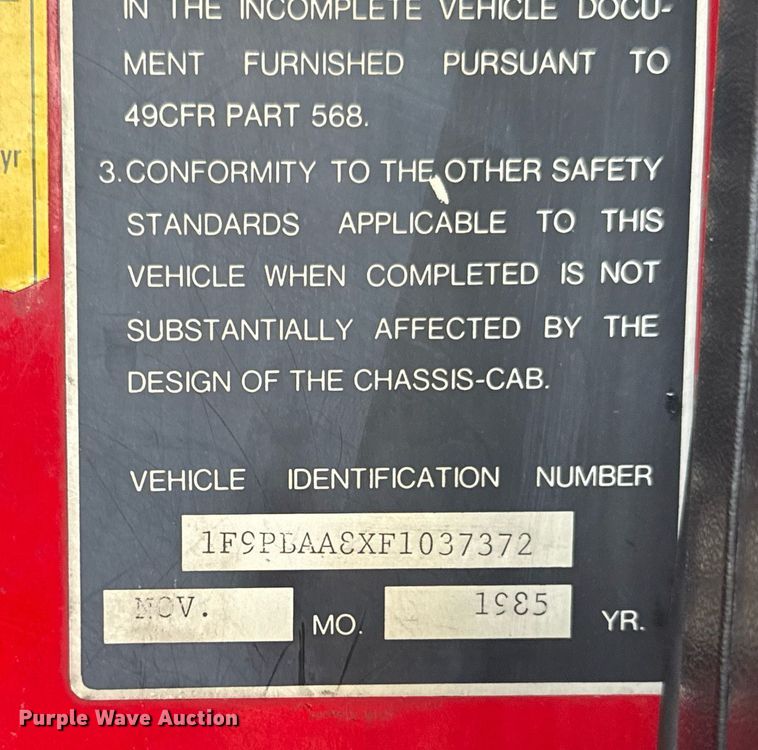 IN THE INCOMPLETE VEHICLE DOCU-
MENT FURNISHED PURSUANT TO
49CFR PART 568.
yr
3. CONFORMITY TO THE OTHER SAFETY
STANDARDS APPLICABLE TO THIS
VEHICLE WHEN COMPLETED IS NOT
SUBSTANTIALLY AFFECTED BY THE
DESIGN OF THE CHASSIS-CAB.
VEHICLE IDENTIFICATION NUMBER
1F9PBAA8XF1037372
NOV. MO. 1985 YR.
Purple Wave Auction